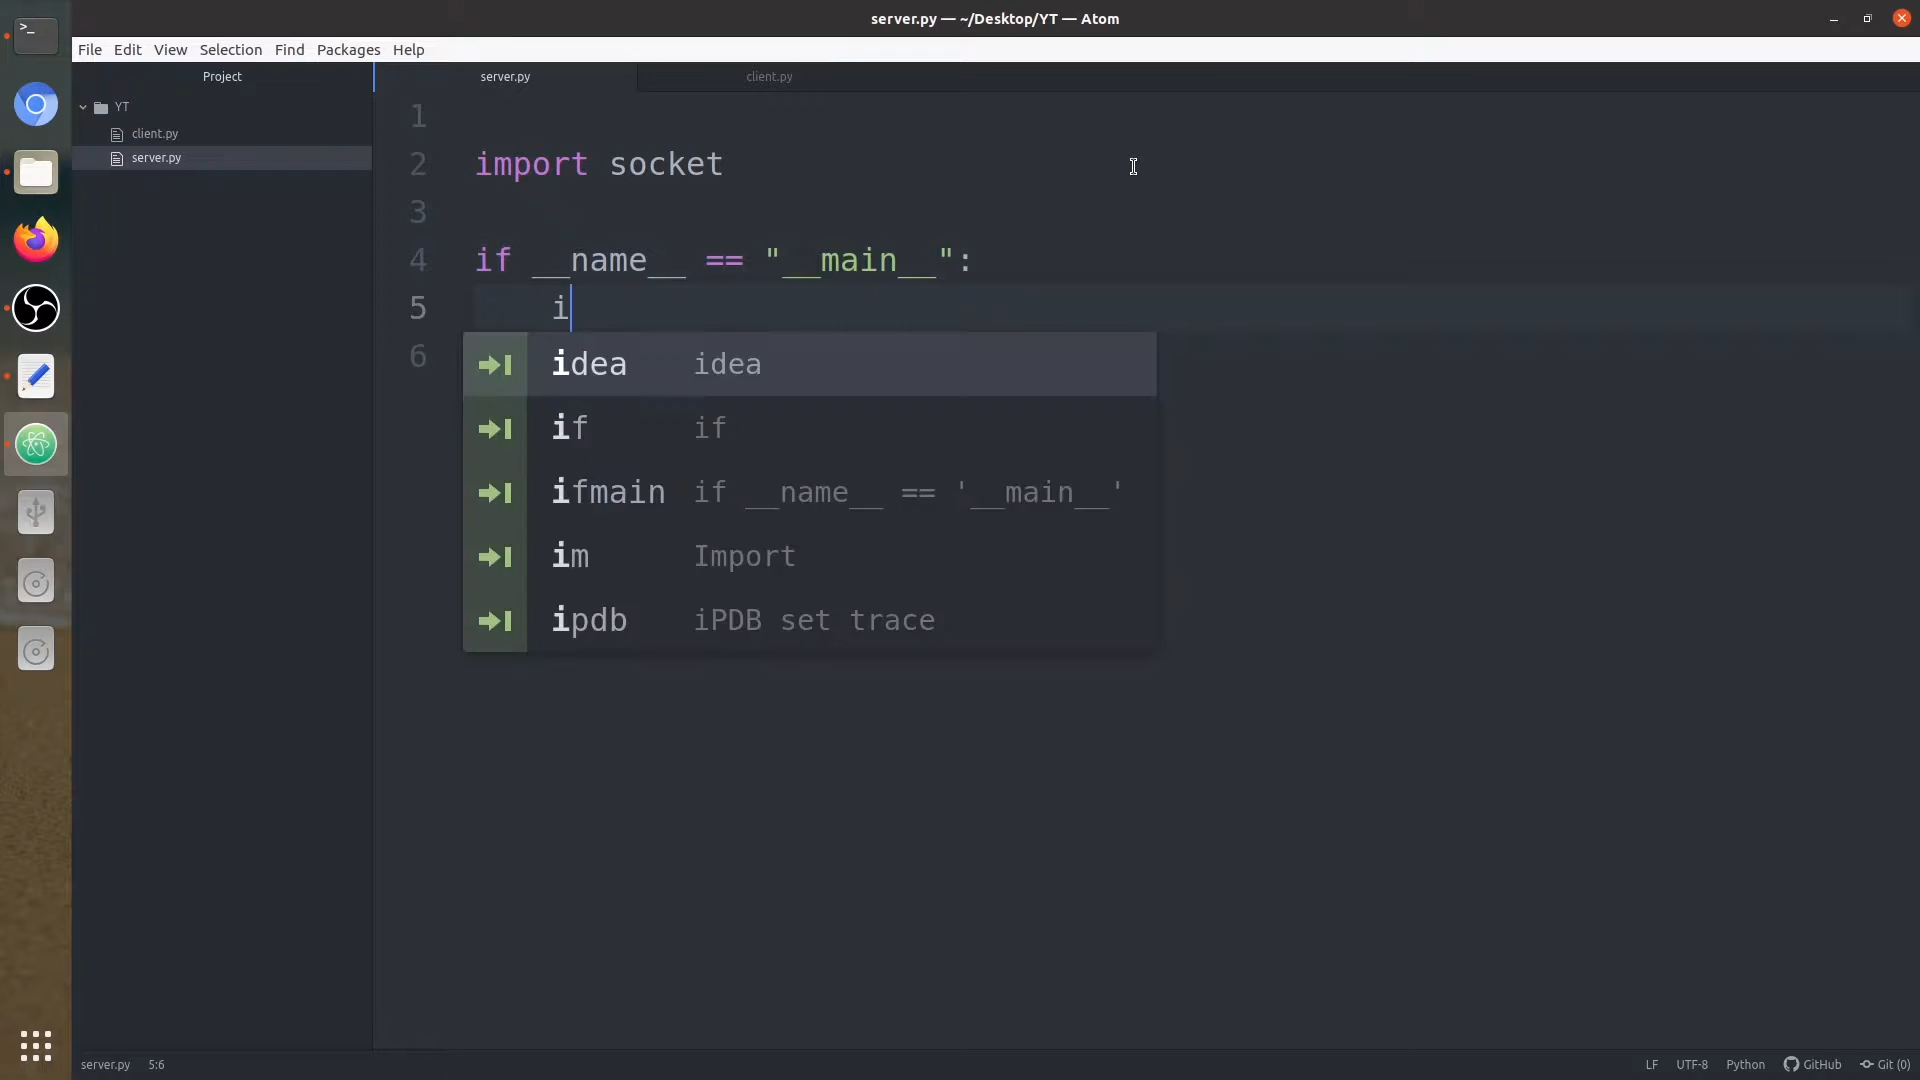 server.py — ~/Desktop/YT — Atom
File Edit View Selection Find Packages Help
Project
server.py
client.py
YT
client.py
server.py
1
2 import socket
3
4 if __name__ == "__main__":
5 i
6
idea idea
if if
ifmain if __name__ == '__main__'
im Import
ipdb iPDB set trace
server.py 5:6
LF UTF-8 Python GitHub Git (0)